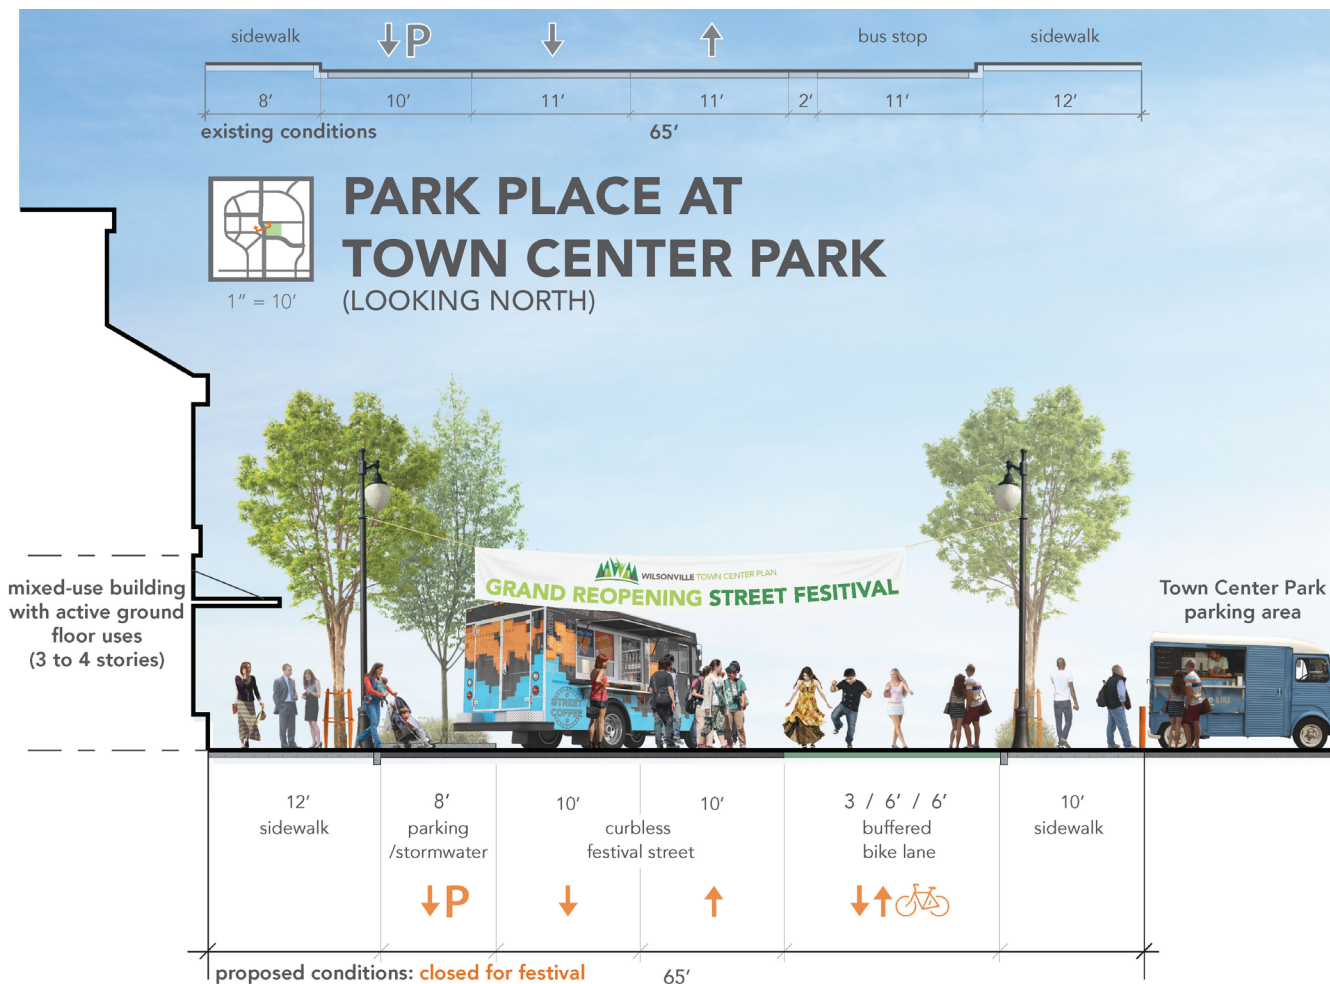 sidewalk
P
bus stop
sidewalk
8'
10'
11'
11'
2'
11'
12'
existing conditions
65'
PARK PLACE AT
TOWN CENTER PARK
(LOOKING NORTH)
1" = 10'
WILSONVILLE TOWN CENTER PLAN
GRAND REOPENING STREET FESITIVAL
mixed-use building
with active ground
floor uses
(3 to 4 stories)
Town Center Park
parking area
STREET
COFFEE
12'
sidewalk
8'
parking
/stormwater
P
10'
10'
curbless
festival street
3 / 6' / 6'
buffered
bike lane
10'
sidewalk
proposed conditions: closed for festival
65'